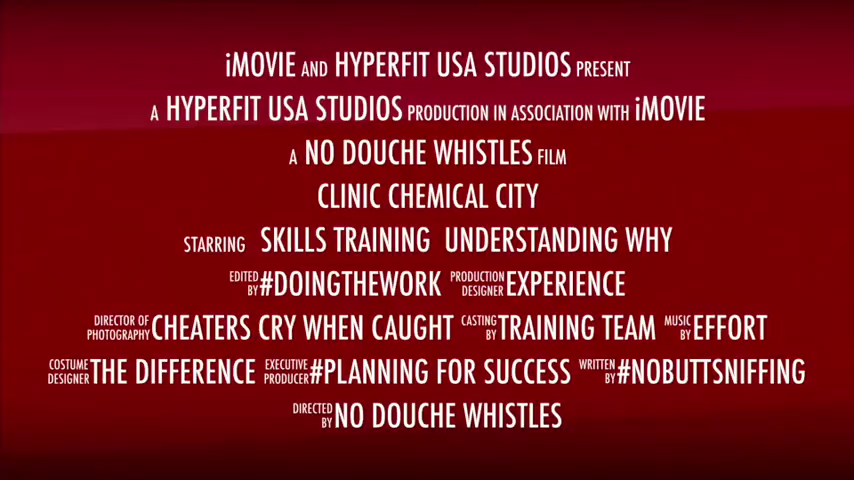 iMOVIE AND HYPERFIT USA STUDIOS PRESENT
A HYPERFIT USA STUDIOS PRODUCTION IN ASSOCIATION WITH iMOVIE
A NO DOUCHE WHISTLES FILM
CLINIC CHEMICAL CITY
STARRING SKILLS TRAINING UNDERSTANDING WHY
EDITED BY #DOINGTHEWORK PRODUCTION DESIGNER EXPERIENCE
DIRECTOR OF PHOTOGRAPHY CHEATERS CRY WHEN CAUGHT CASTING BY TRAINING TEAM MUSIC BY EFFORT
COSTUME DESIGNER THE DIFFERENCE EXECUTIVE PRODUCER #PLANNING FOR SUCCESS WRITTEN BY #NOBUTTSNIFFING
DIRECTED BY NO DOUCHE WHISTLES